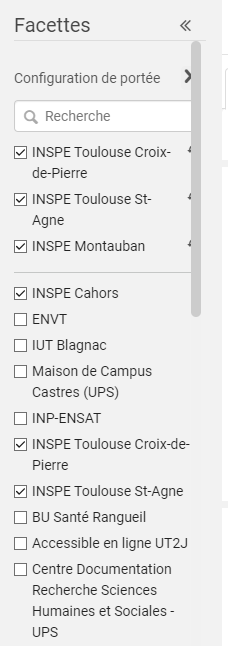 Facettes
Configuration de portée
Recherche
INSPE Toulouse Croix-
de-Pierre
INSPE Toulouse St-
Agne
INSPE Montauban
INSPE Cahors
ENVT
IUT Blagnac
Maison de Campus
Castres (UPS)
INP-ENSAT
INSPE Toulouse Croix-de-
Pierre
INSPE Toulouse St-Agne
BU Santé Rangueil
Accessible en ligne UT2J
Centre Documentation
Recherche Sciences
Humaines et Sociales -
UPS